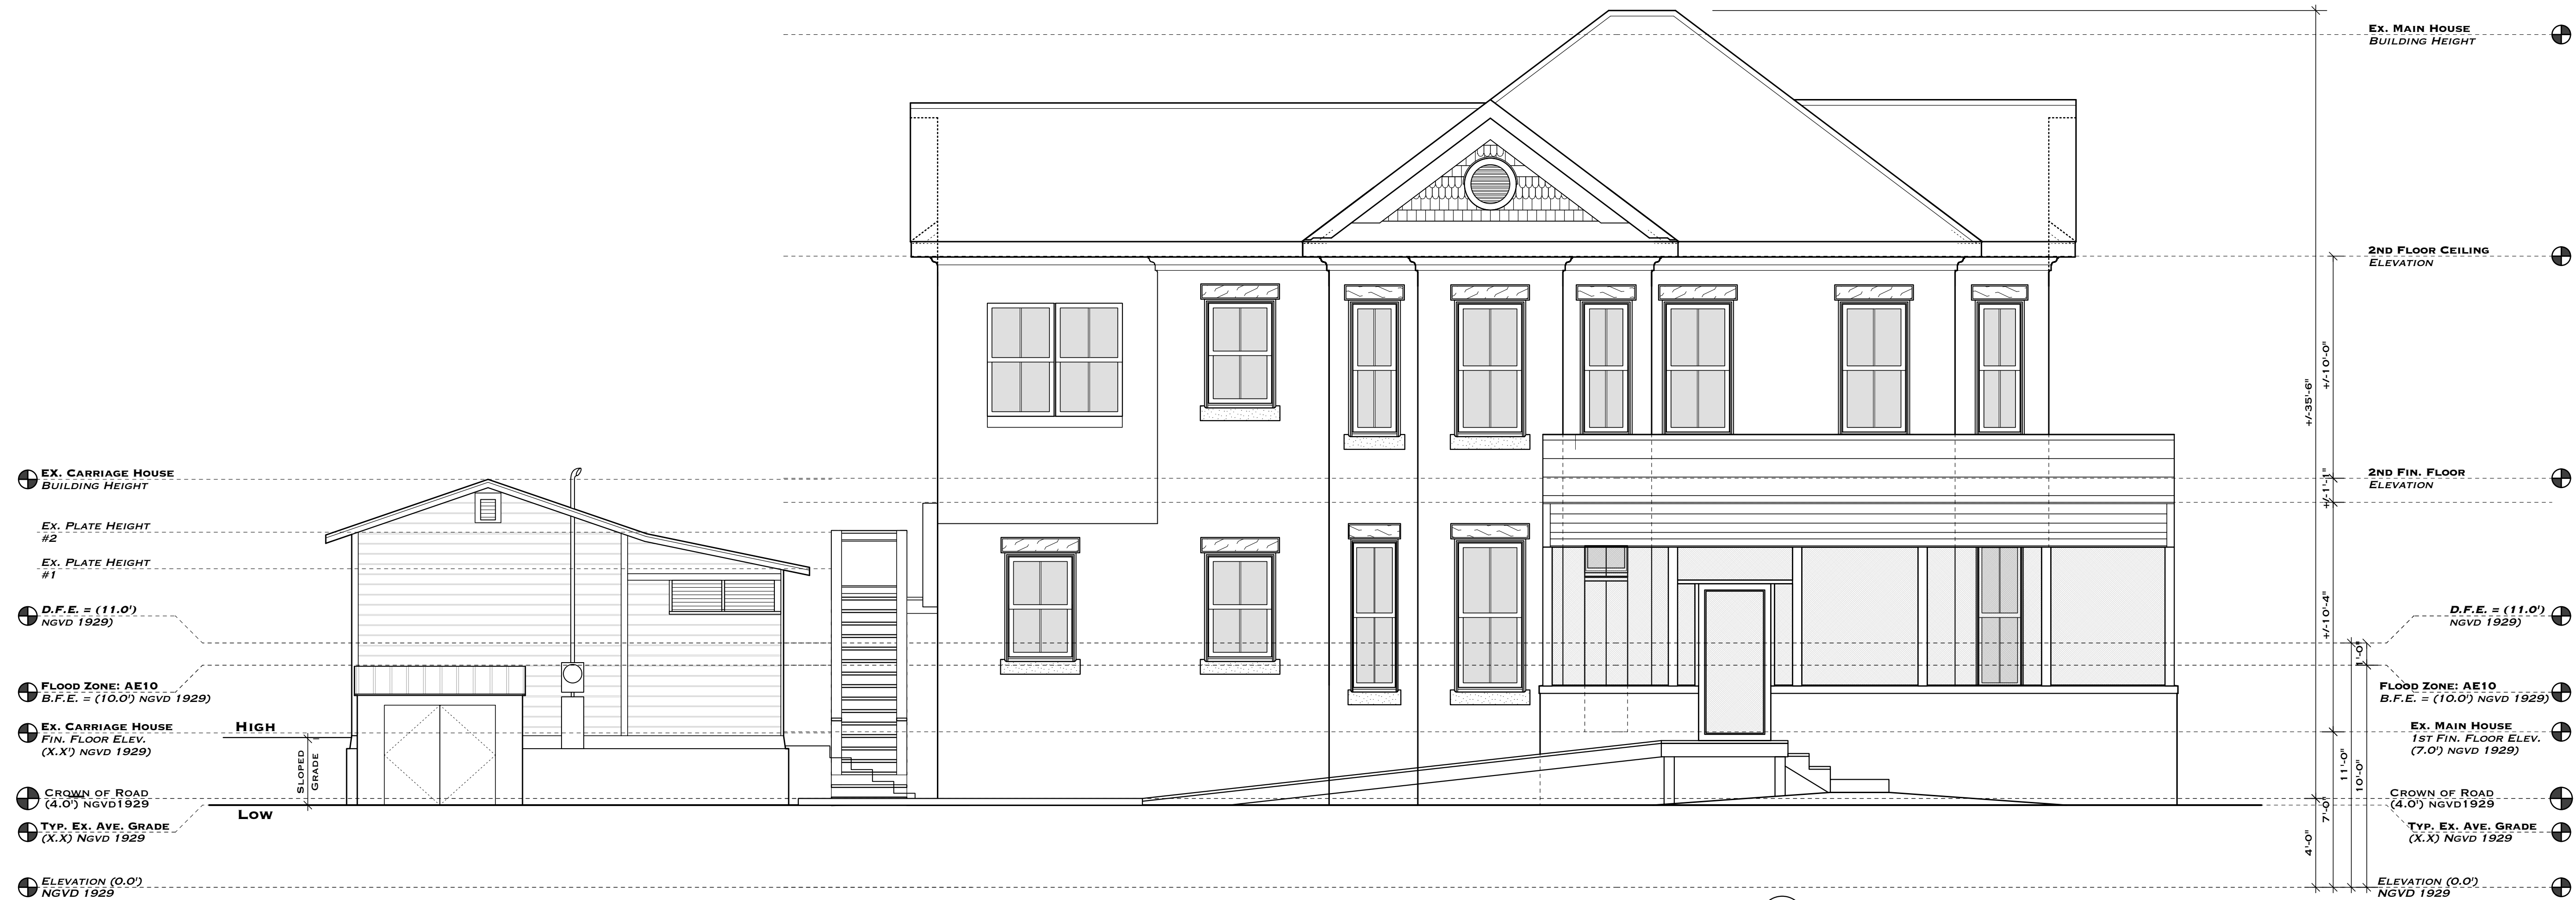 Ex. Main House
Building Height
2nd Floor Ceiling
Elevation
+/-35'-6"
+/-10'-0"
EX. Carriage House
Building Height
2nd Fin. Floor
Elevation
+/-1'-1"
Ex. Plate Height
#2
Ex. Plate Height
#1
+/-10'-4"
D.F.E. = (11.0')
NGVD 1929)
D.F.E. = (11.0')
NGVD 1929)
1'-0"
Flood Zone: AE10
B.F.E. = (10.0') NGVD 1929)
Flood Zone: AE10
B.F.E. = (10.0') NGVD 1929)
Ex. Carriage House
Fin. Floor Elev.
(X.X') NGVD 1929)
High
Sloped
Grade
Low
Ex. Main House
1st Fin. Floor Elev.
(7.0') NGVD 1929)
11'-0"
10'-0"
7'-0"
4'-0"
Crown of Road
(4.0') NGVD1929
Crown of Road
(4.0') NGVD1929
Typ. Ex. Ave. Grade
(X.X) NGVD 1929
Typ. Ex. Ave. Grade
(X.X) NGVD 1929
Elevation (0.0')
NGVD 1929
Elevation (0.0')
NGVD 1929